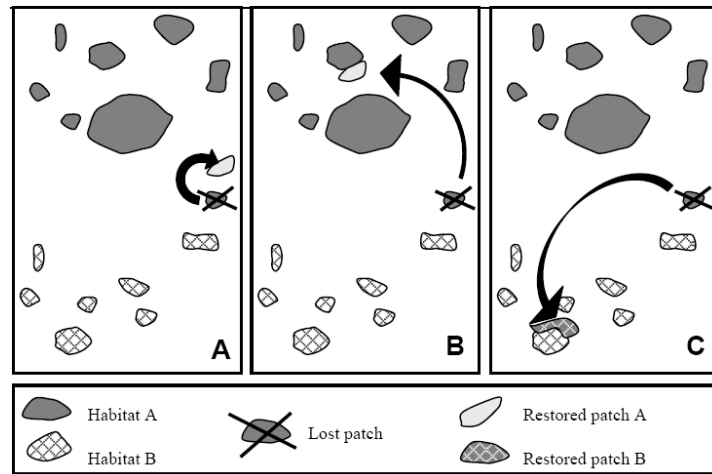 A
B
C
Habitat A
Habitat B
Lost patch
Restored patch A
Restored patch B